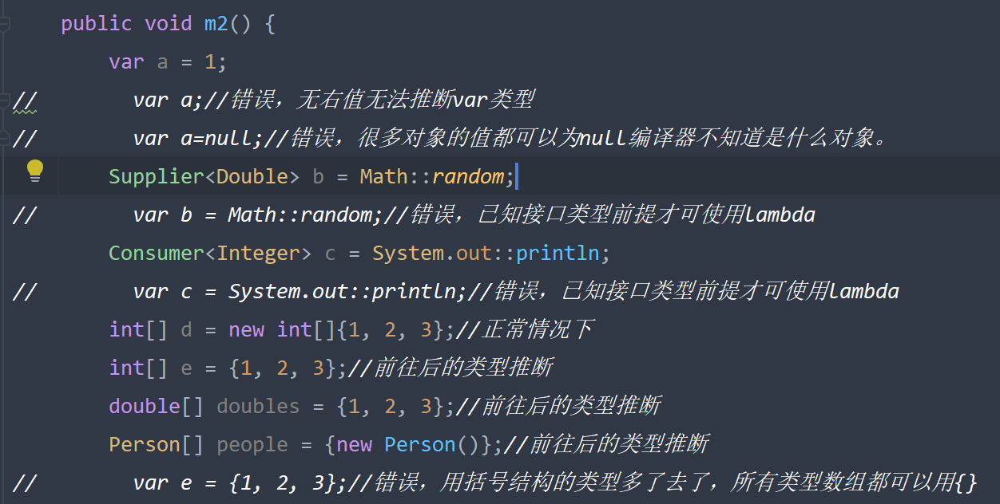 public void m2() {
var a = 1;
// var a;//错误，无右值无法推断var类型
// var a=null;//错误，很多对象的值都可以为null编译器不知道是什么对象。
Supplier<Double> b = Math::random;
// var b = Math::random;//错误，已知接口类型前提才可使用lambda
Consumer<Integer> c = System.out::println;
// var c = System.out::println;//错误，已知接口类型前提才可使用lambda
int[] d = new int[]{1, 2, 3};//正常情况下
int[] e = {1, 2, 3};//前往后的类型推断
double[] doubles = {1, 2, 3};//前往后的类型推断
Person[] people = {new Person()};//前往后的类型推断
// var e = {1, 2, 3};//错误，用括号结构的类型多了去了，所有类型数组都可以用{}